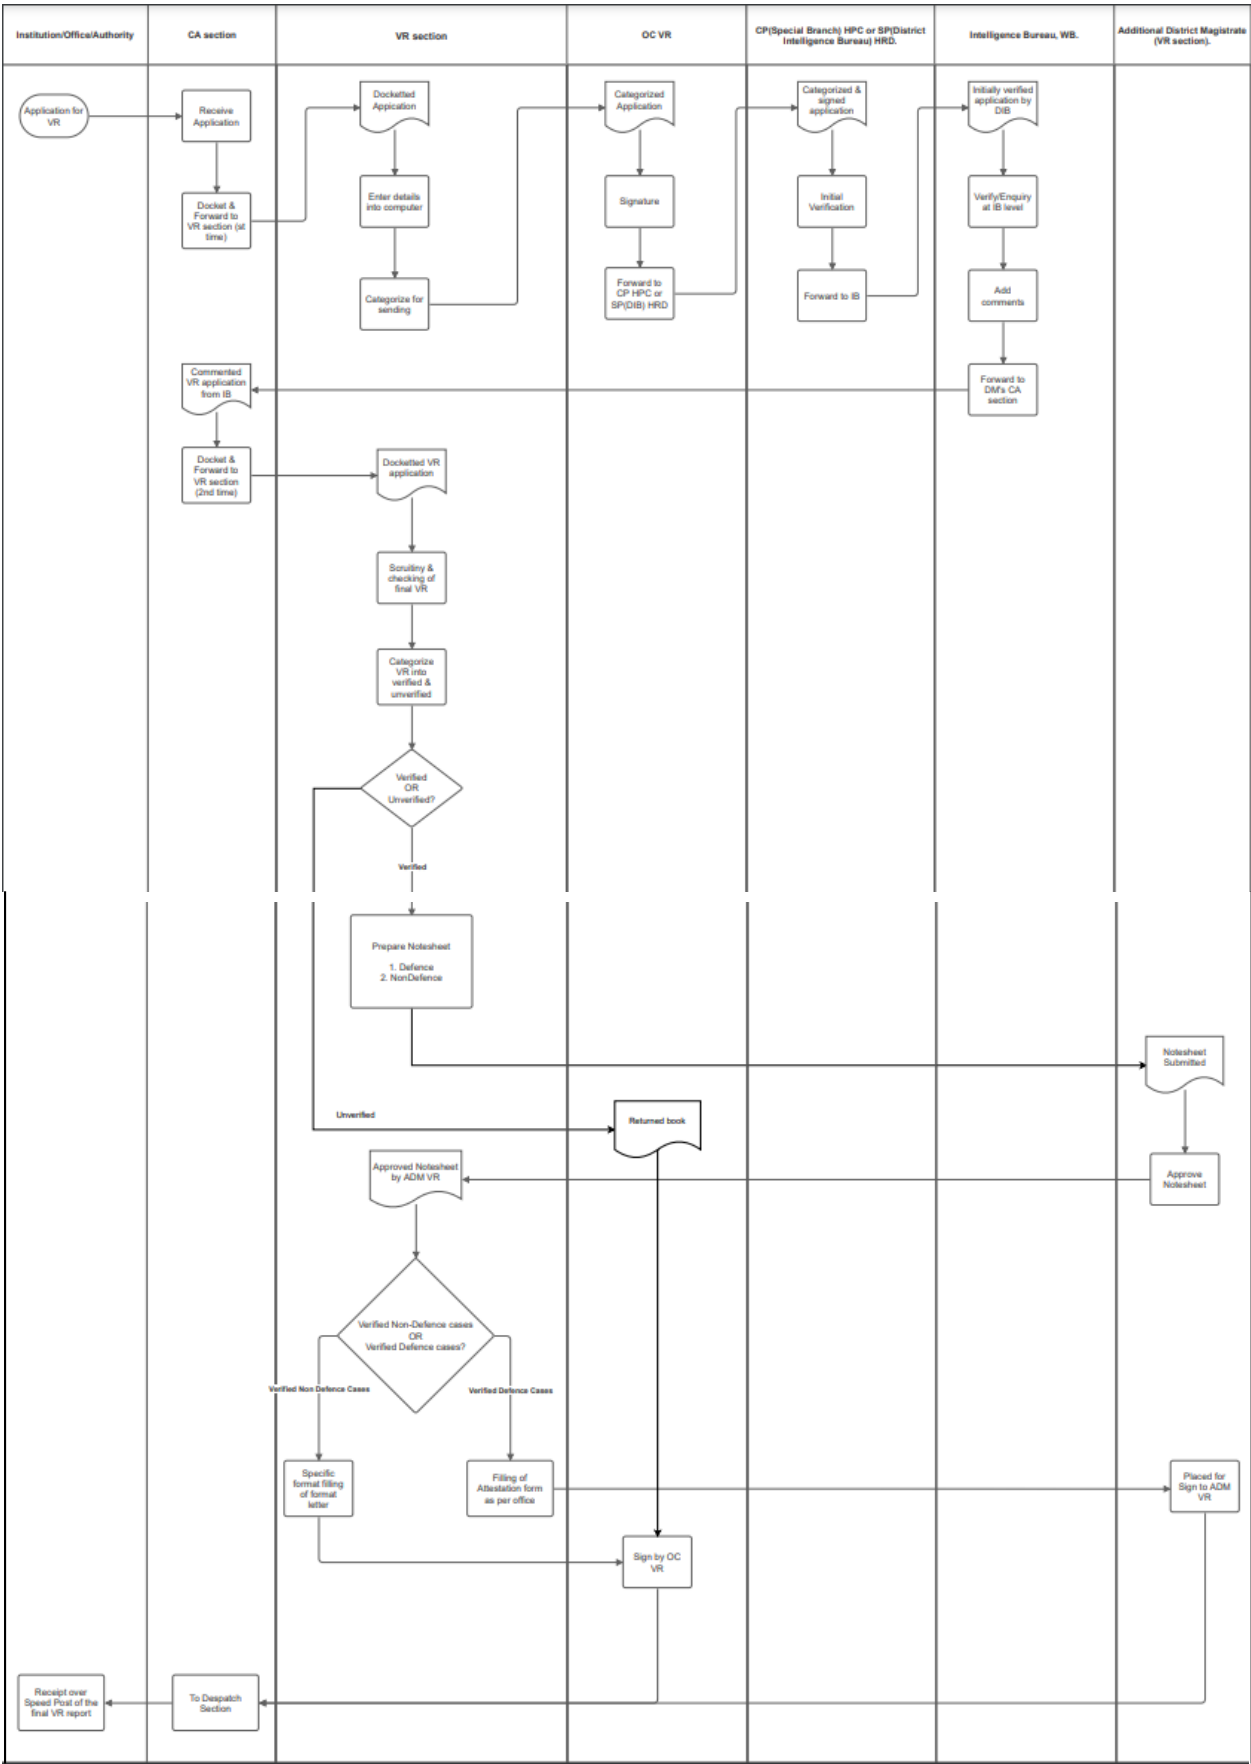 Institution/Office/Authority
CA section
VR section
OC VR
CP(Special Branch) HPC or SP(District
Intelligence Bureau) HRD.
Intelligence Bureau, WB.
Additional District Magistrate
(VR section).
Application for
VR
Receive
Application
Docket &
Forward to
VR section (st
time)
Docketted
Appication
Enter details
into computer
Categorize for
sending
Categorized
Application
Signature
Forward to
CP HPC or
SP(DIB) HRD
Categorized &
signed
application
Initial
Verification
Forward to IB
Initially verified
application by
DIB
Verify/Enquiry
at IB level
Add
comments
Forward to
DM's CA
section
Commented
VR application
from IB
Docket &
Forward to
VR section
(2nd time)
Docketted VR
application
Scruitiny &
checking of
final VR
Categorize
VR into
verified &
unverified
Verified
OR
Unverified?
Verified
Prepare Notesheet
1. Defence
2. NonDefence
Notesheet
Submitted
Unverified
Returned book
Approved Notesheet
by ADM VR
Approve
Notesheet
Verified Non-Defence cases
OR
Verified Defence cases?
Verified Non Defence Cases
Verified Defence Cases
Specific
format filling
of format
letter
Filling of
Attestation form
as per office
Placed for
Sign to ADM
VR
Sign by OC
VR
Receipt over
Speed Post of the
final VR report
To Despatch
Section